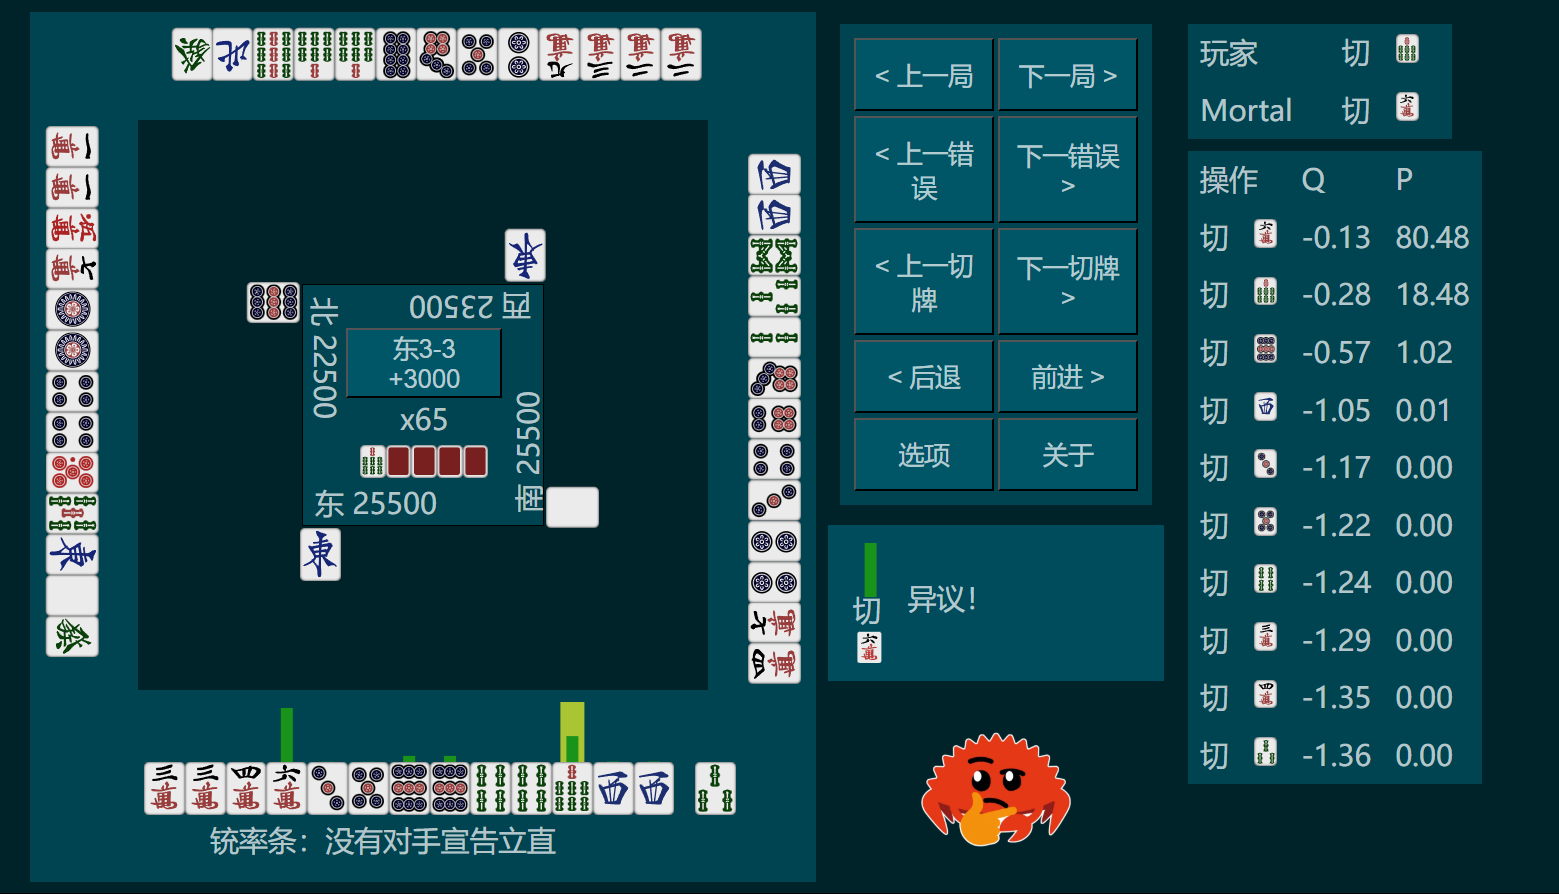 北 22500
西 23500
东3-3
+3000
x65
东 25500
南 25500
铳率条：没有对手宣告立直
< 上一局
下一局 >
< 上一错
误
下一错误
>
< 上一切
牌
下一切牌
>
< 后退
前进 >
选项
关于
切
异议！
玩家 切
Mortal 切
操作 Q P
切 -0.13 80.48
切 -0.28 18.48
切 -0.57 1.02
切 -1.05 0.01
切 -1.17 0.00
切 -1.22 0.00
切 -1.24 0.00
切 -1.29 0.00
切 -1.35 0.00
切 -1.36 0.00